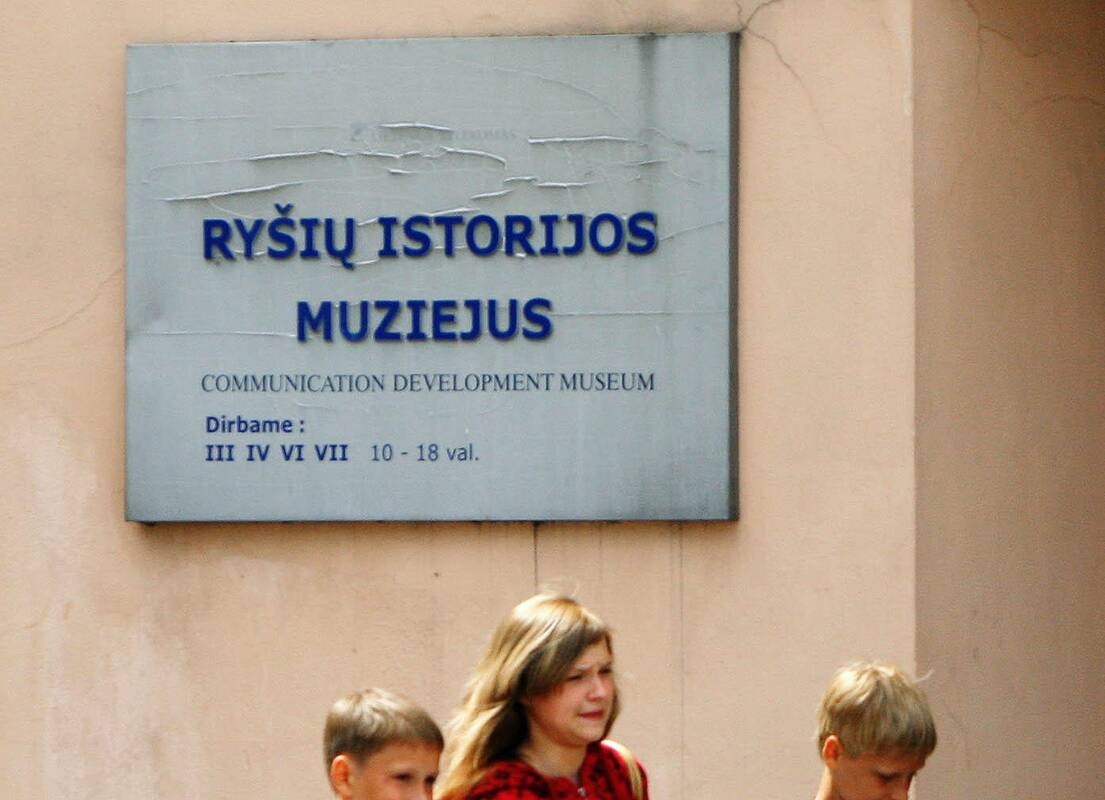 RYŠIŲ ISTORIJOS
MUZIEJUS
COMMUNICATION DEVELOPMENT MUSEUM
Dirbame :
III IV VI VII 10 - 18 val.